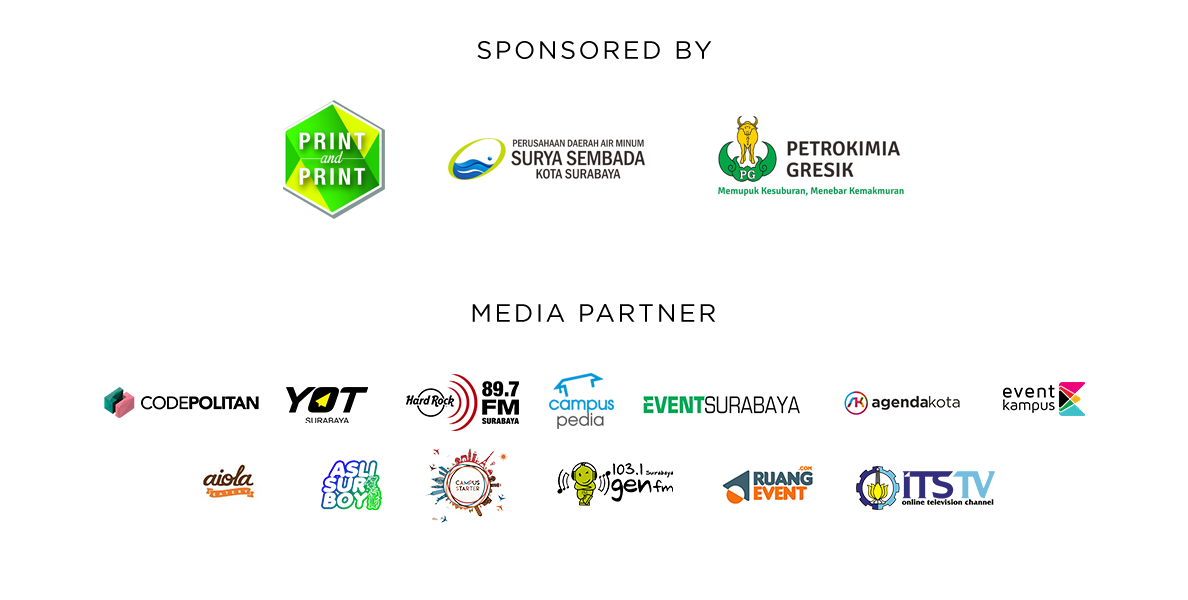 SPONSORED BY
PRINT
and
PRINT
PERUSAHAAN DAERAH AIR MINUM
SURYA SEMBADA
KOTA SURABAYA
PG
PETROKIMIA
GRESIK
Memupuk Kesuburan, Menebar Kemakmuran
MEDIA PARTNER
CODEPOLITAN
YOT
SURABAYA
Hard Rock
89.7
FM
SURABAYA
campus
pedia
EVENTSURABAYA
agendakota
event
kampus
aiola
EATERY
ASLI
SUR
BOY
CAMPUS
STARTER
103.1 Surabaya
gen fm
RUANG
.COM
EVENT
iTSTV
online television channel